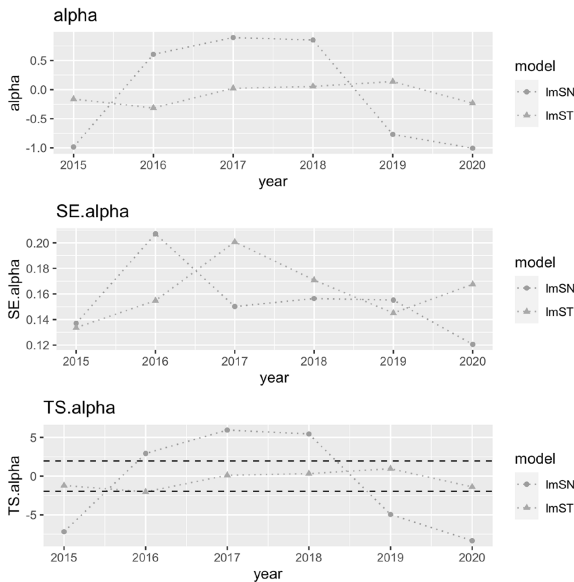 alpha
alpha
0.5
0.0
-0.5
-1.0
2015 2016 2017 2018 2019 2020
year
model
lmSN
lmST
SE.alpha
SE.alpha
0.20
0.18
0.16
0.14
0.12
2015 2016 2017 2018 2019 2020
year
model
lmSN
lmST
TS.alpha
TS.alpha
5
0
-5
2015 2016 2017 2018 2019 2020
year
model
lmSN
lmST